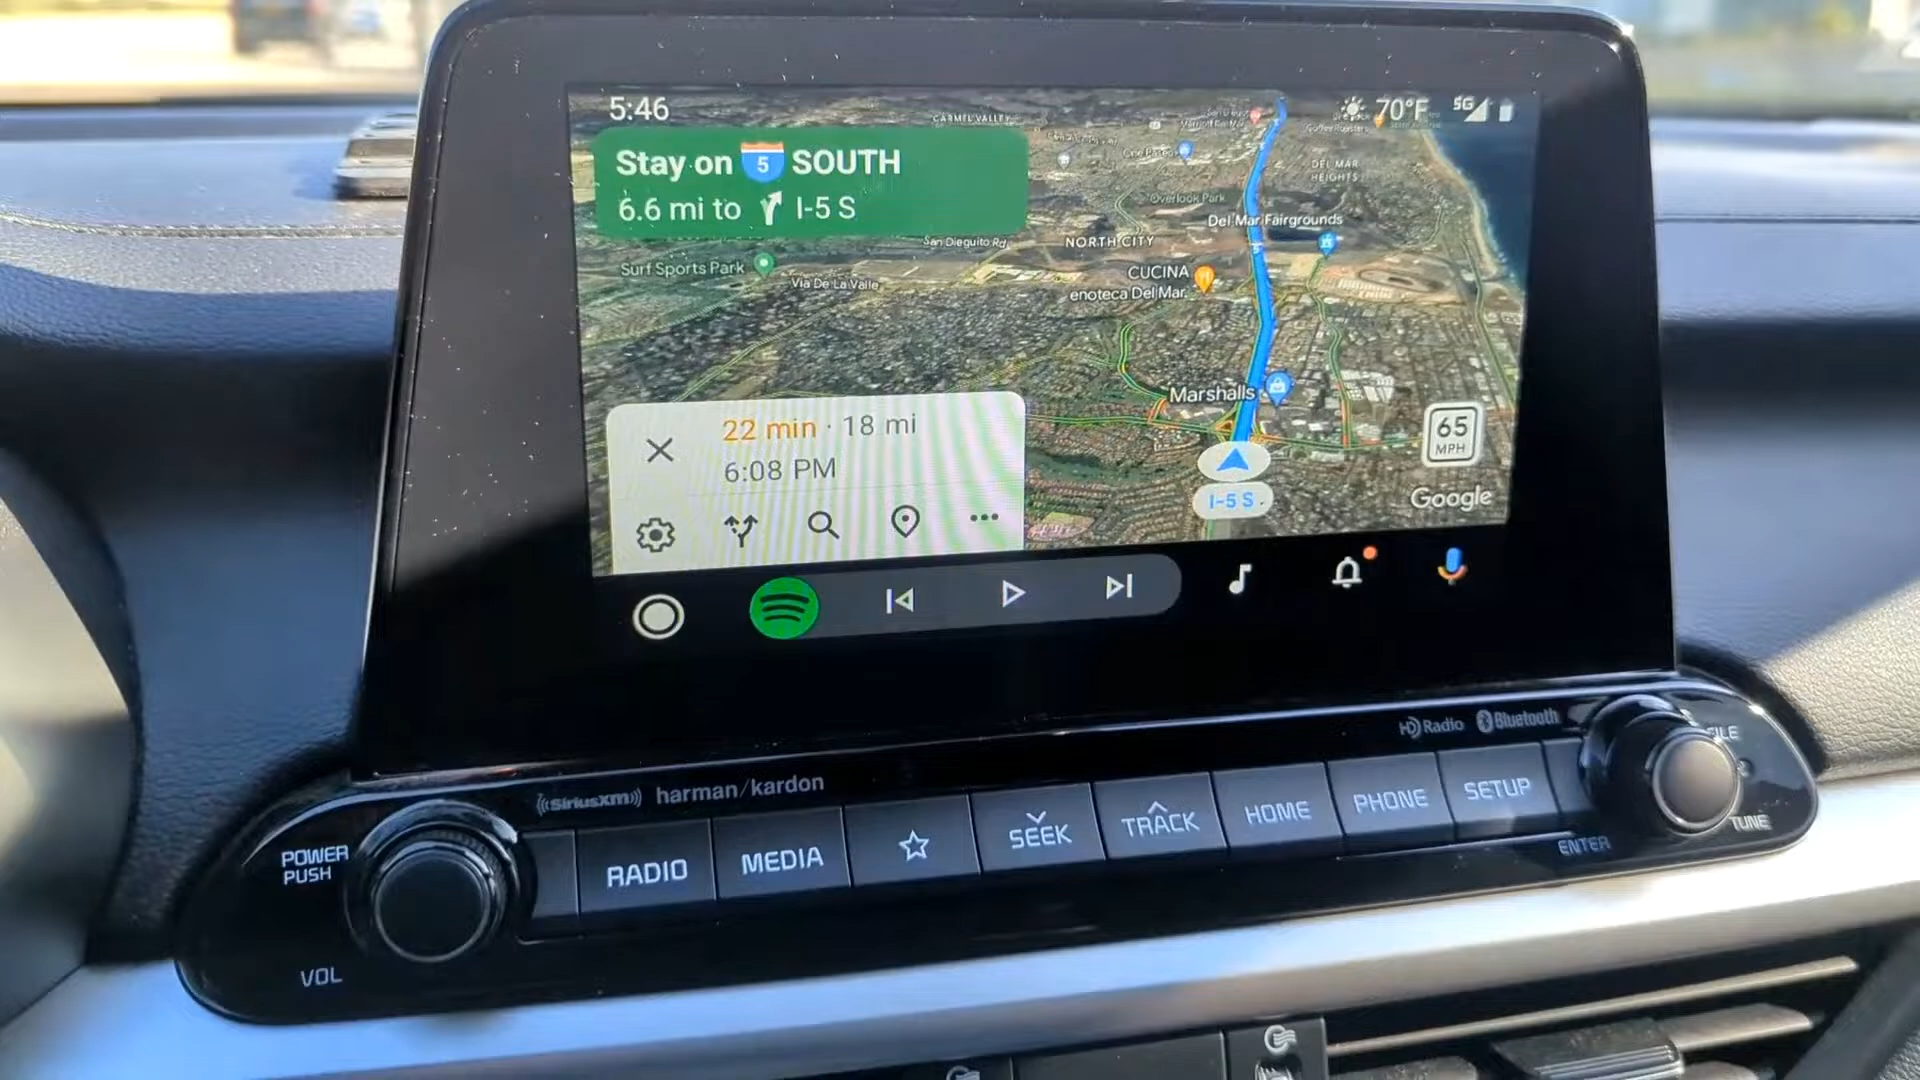 5:46
70°F
5G
Stay on 5 SOUTH
6.6 mi to I-5 S
CARMEL VALLEY
DEL MAR
HEIGHTS
Overlook Park
Del Mar Fairgrounds
San Dieguito Rd
NORTH CITY
Surf Sports Park
Via De La Valle
CUCINA
enoteca Del Mar
Marshalls
22 min · 18 mi
6:08 PM
65
MPH
I-5 S
Google
HD Radio
Bluetooth
((SiriusXM))
harman/kardon
POWER
PUSH
VOL
RADIO
MEDIA
SEEK
TRACK
HOME
PHONE
SETUP
ENTER
TUNE